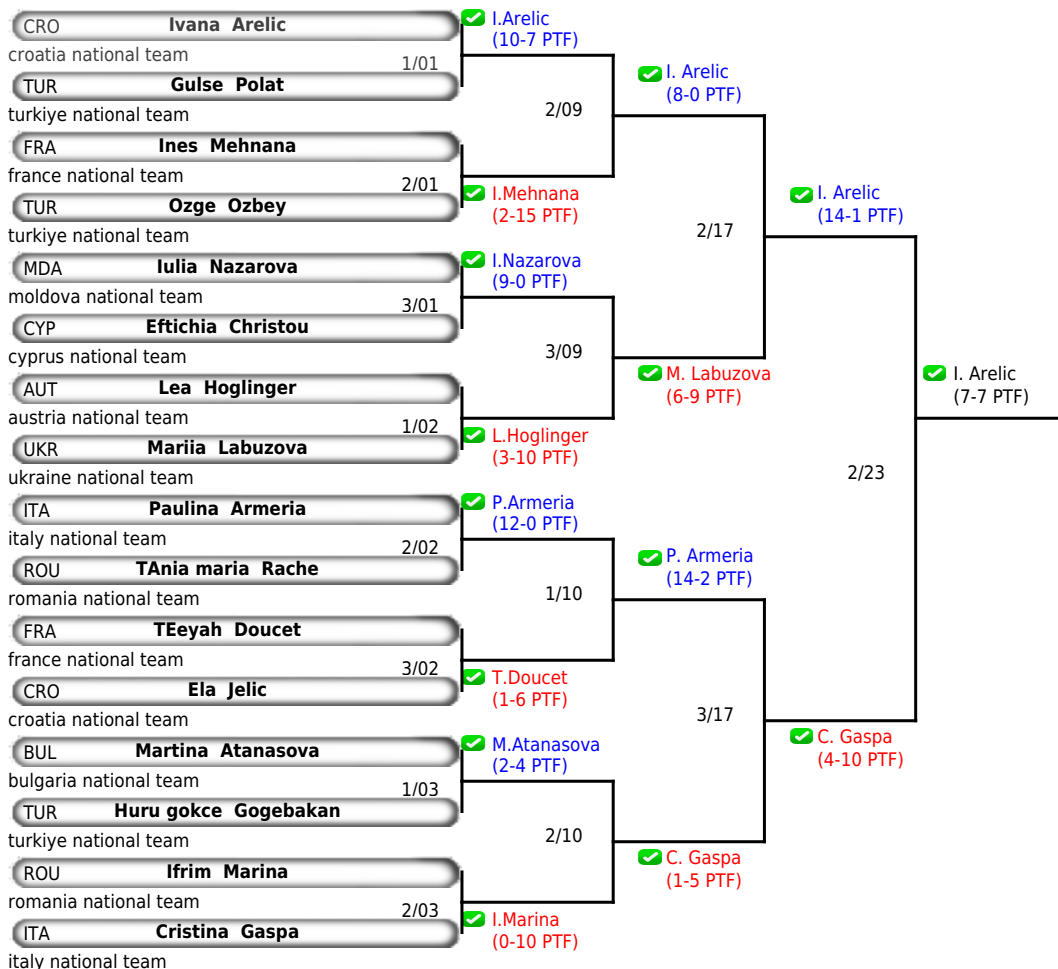 CRO Ivana Arelic
croatia national team
1/01
TUR Gulse Polat
turkiye national team
FRA Ines Mehnana
france national team
2/01
TUR Ozge Ozbey
turkiye national team
MDA Iulia Nazarova
moldova national team
3/01
CYP Eftichia Christou
cyprus national team
AUT Lea Hoglinger
austria national team
1/02
UKR Mariia Labuzova
ukraine national team
ITA Paulina Armeria
italy national team
2/02
ROU TAnia maria Rache
romania national team
FRA TEeyah Doucet
france national team
3/02
CRO Ela Jelic
croatia national team
BUL Martina Atanasova
bulgaria national team
1/03
TUR Huru gokce Gogebakan
turkiye national team
ROU Ifrim Marina
romania national team
2/03
ITA Cristina Gaspa
italy national team
I.Arelic
(10-7 PTF)
2/09
I.Mehnana
(2-15 PTF)
I.Nazarova
(9-0 PTF)
3/09
L.Hoglinger
(3-10 PTF)
P.Armeria
(12-0 PTF)
1/10
T.Doucet
(1-6 PTF)
M.Atanasova
(2-4 PTF)
2/10
I.Marina
(0-10 PTF)
I. Arelic
(8-0 PTF)
2/17
M. Labuzova
(6-9 PTF)
P. Armeria
(14-2 PTF)
3/17
C. Gaspa
(1-5 PTF)
I. Arelic
(14-1 PTF)
2/23
C. Gaspa
(4-10 PTF)
I. Arelic
(7-7 PTF)